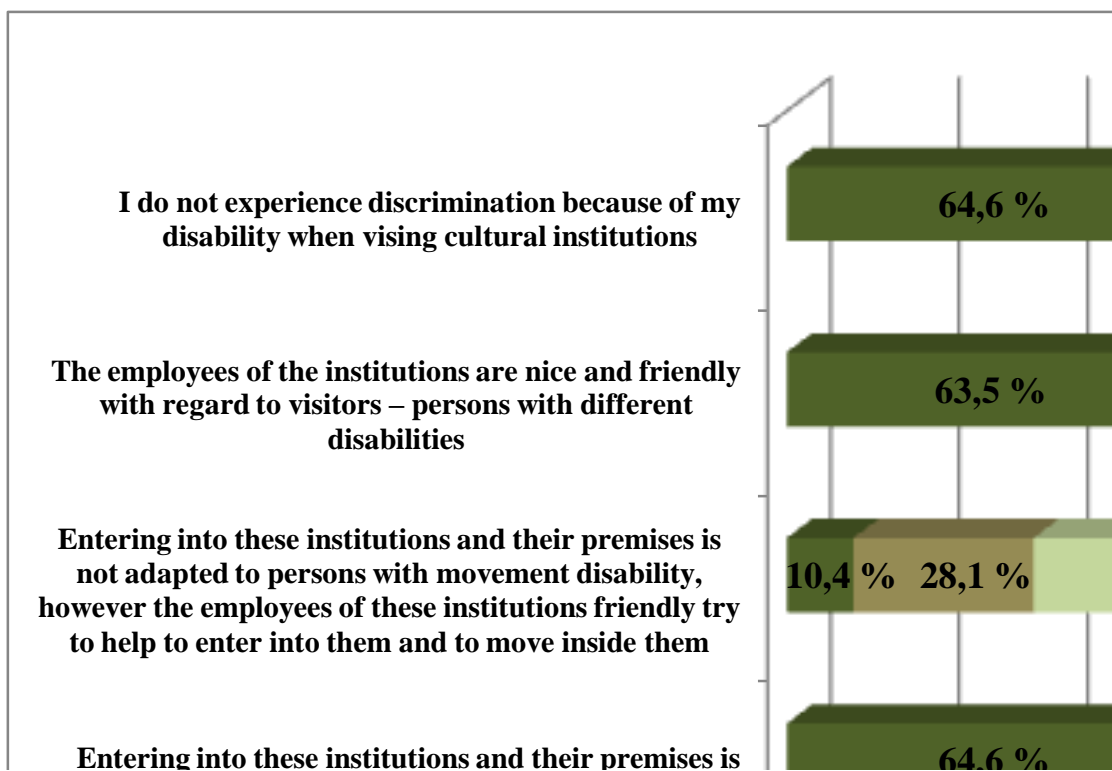 I do not experience discrimination because of my
disability when vising cultural institutions
64,6 %
The employees of the institutions are nice and friendly
with regard to visitors – persons with different
disabilities
63,5 %
Entering into these institutions and their premises is
not adapted to persons with movement disability,
however the employees of these institutions friendly try
to help to enter into them and to move inside them
10,4 % 28,1 %
Entering into these institutions and their premises is
64,6 %